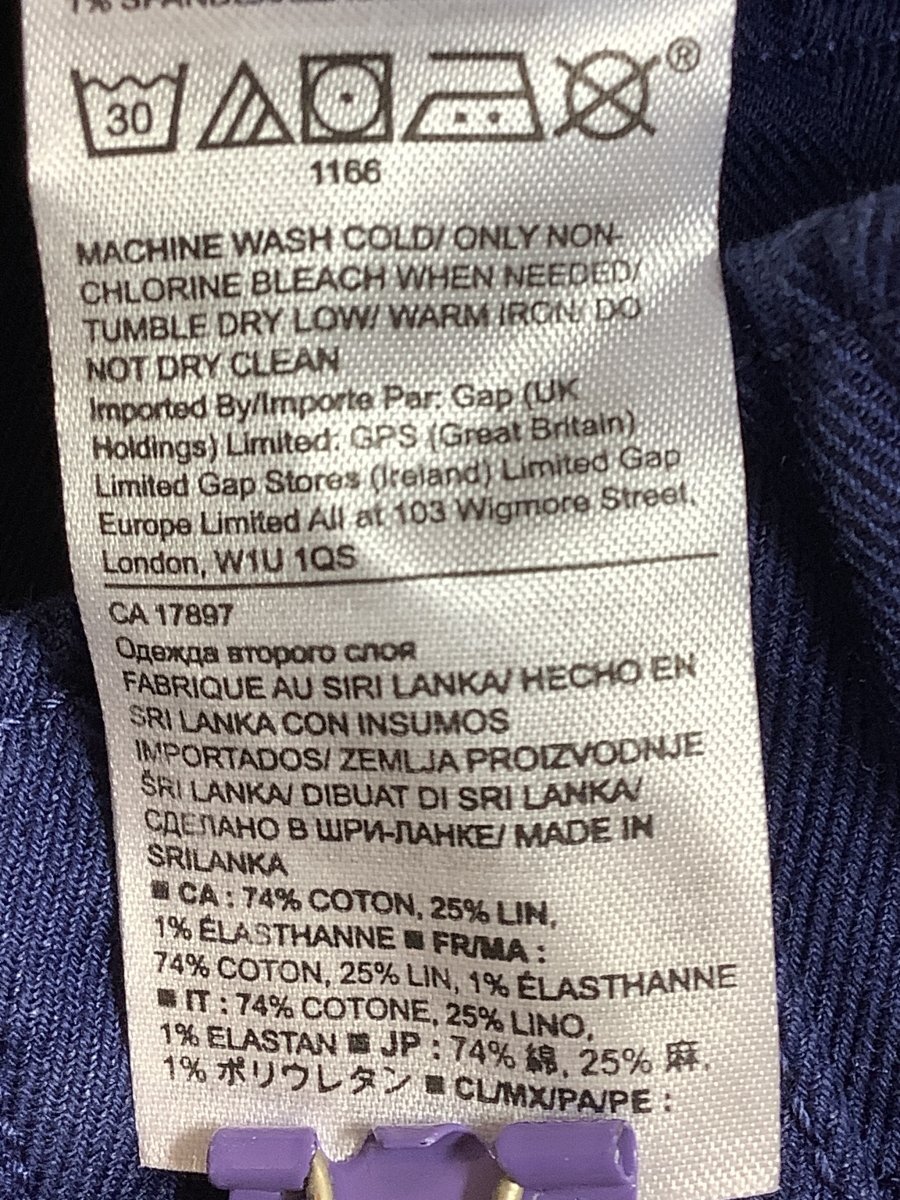 1% SPANDEX
30
®
1166
MACHINE WASH COLD/ ONLY NON-
CHLORINE BLEACH WHEN NEEDED/
TUMBLE DRY LOW/ WARM IRON/ DO
NOT DRY CLEAN
Imported By/Importe Par: Gap (UK
Holdings) Limited; GPS (Great Britain)
Limited Gap Stores (Ireland) Limited Gap
Europe Limited All at 103 Wigmore Street,
London, W1U 1QS
CA 17897
Одежда второго слоя
FABRIQUE AU SIRI LANKA/ HECHO EN
SRI LANKA CON INSUMOS
IMPORTADOS/ ZEMLJA PROIZVODNJE
ŠRI LANKA/ DIBUAT DI SRI LANKA/
СДЕЛАНО В ШРИ-ЛАНКЕ/ MADE IN
SRILANKA
■ CA : 74% COTON, 25% LIN,
1% ÉLASTHANNE ■ FR/MA :
74% COTON, 25% LIN, 1% ÉLASTHANNE
■ IT : 74% COTONE, 25% LINO,
1% ELASTAN ■ JP : 74% 綿, 25% 麻,
1% ポリウレタン ■ CL/MX/PA/PE :